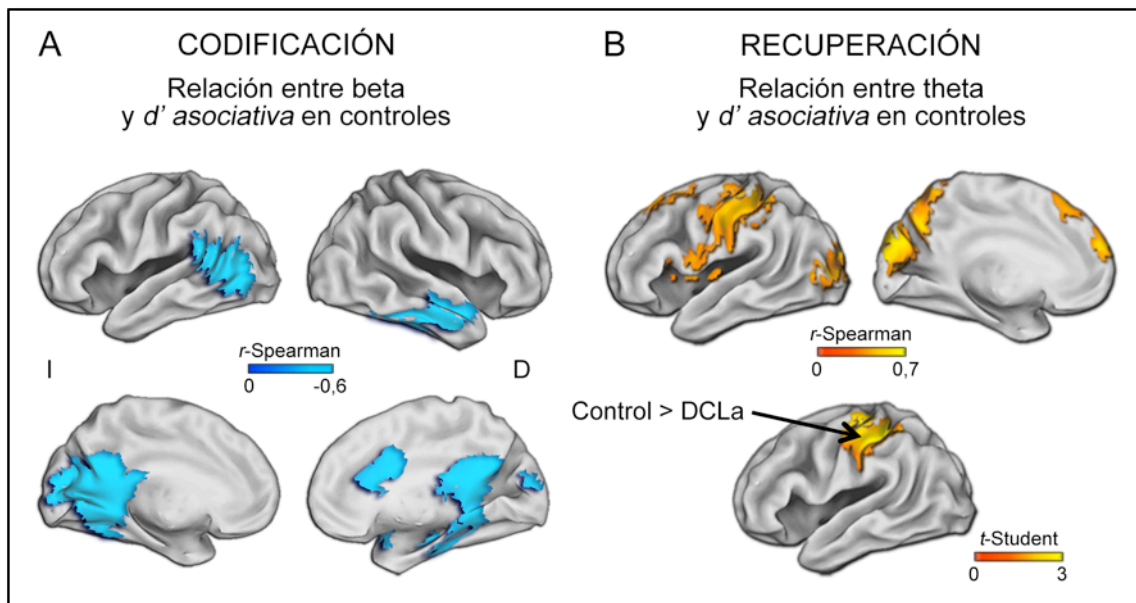 A
CODIFICACIÓN
Relación entre beta
y d' asociativa en controles
r-Spearman
0
-0,6
I
D
B
RECUPERACIÓN
Relación entre theta
y d' asociativa en controles
r-Spearman
0
0,7
Control > DCLa
t-Student
0
3